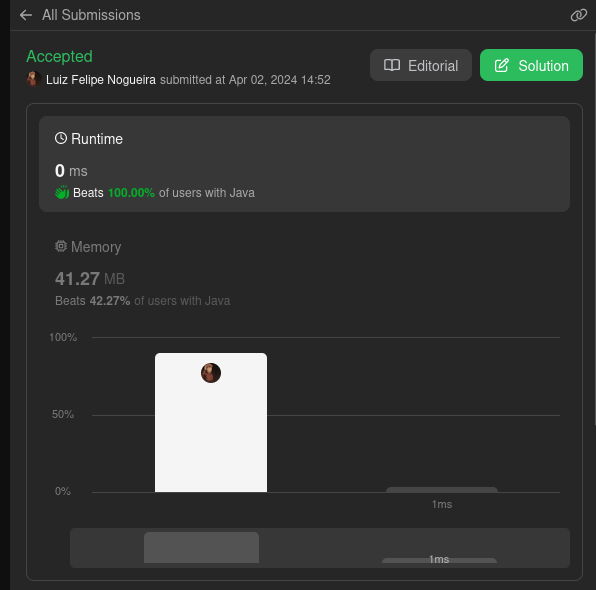 All Submissions
Accepted
Luiz Felipe Nogueira submitted at Apr 02, 2024 14:52
Editorial
Solution
Runtime
0 ms
Beats 100.00% of users with Java
Memory
41.27 MB
Beats 42.27% of users with Java
100%
50%
0%
1ms
1ms